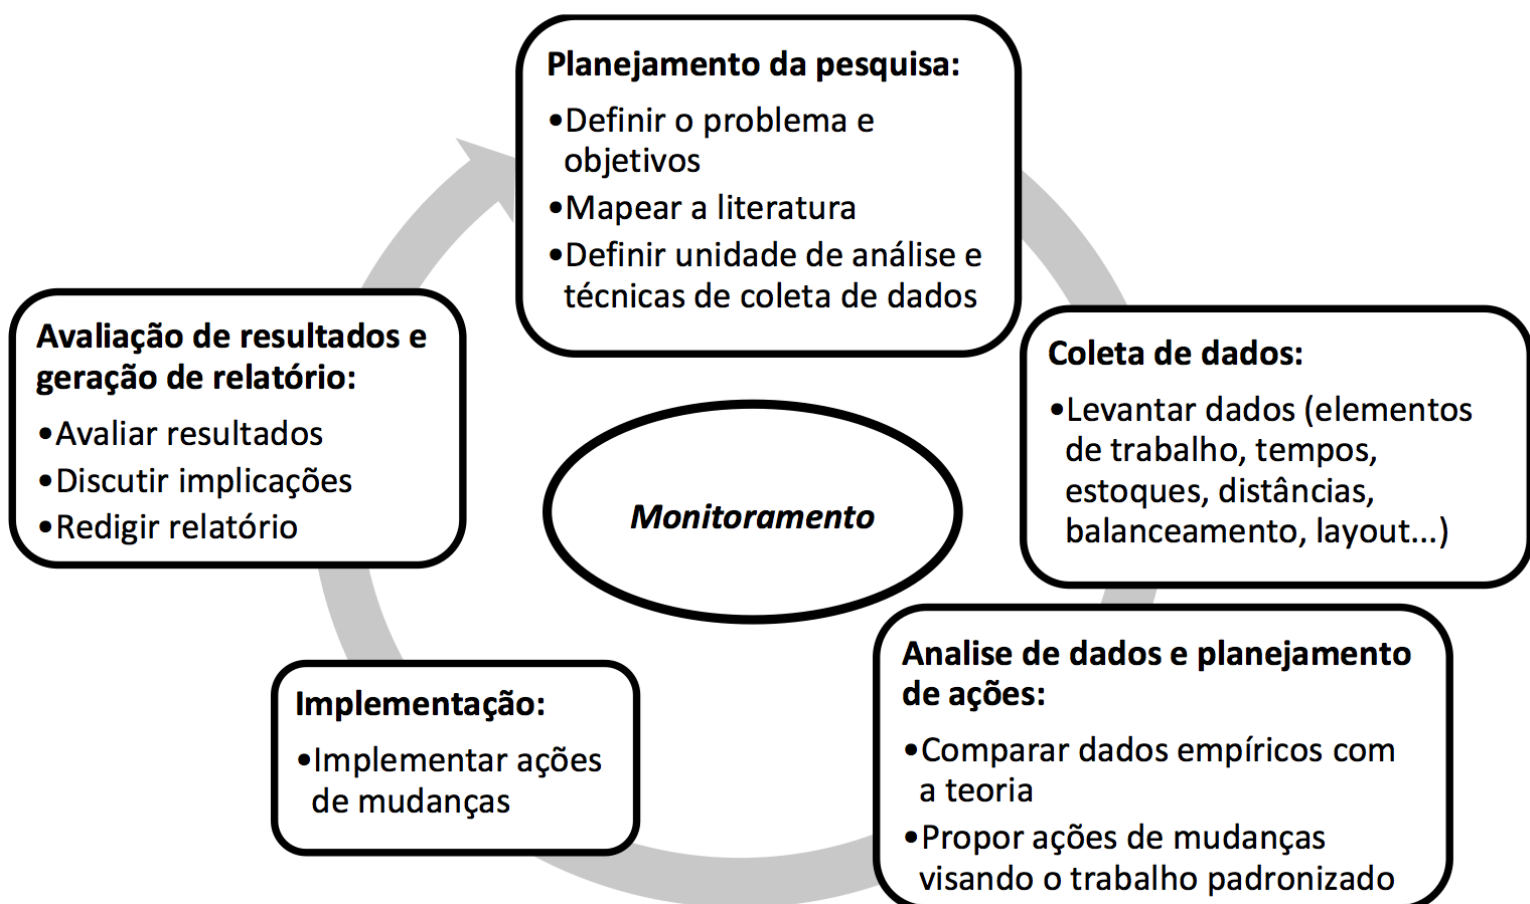 Planejamento da pesquisa:
•Definir o problema e
objetivos
•Mapear a literatura
•Definir unidade de análise e
técnicas de coleta de dados
Coleta de dados:
•Levantar dados (elementos
de trabalho, tempos,
estoques, distâncias,
balanceamento, layout...)
Analise de dados e planejamento
de ações:
•Comparar dados empíricos com
a teoria
•Propor ações de mudanças
visando o trabalho padronizado
Implementação:
•Implementar ações
de mudanças
Avaliação de resultados e
geração de relatório:
•Avaliar resultados
•Discutir implicações
•Redigir relatório
Monitoramento